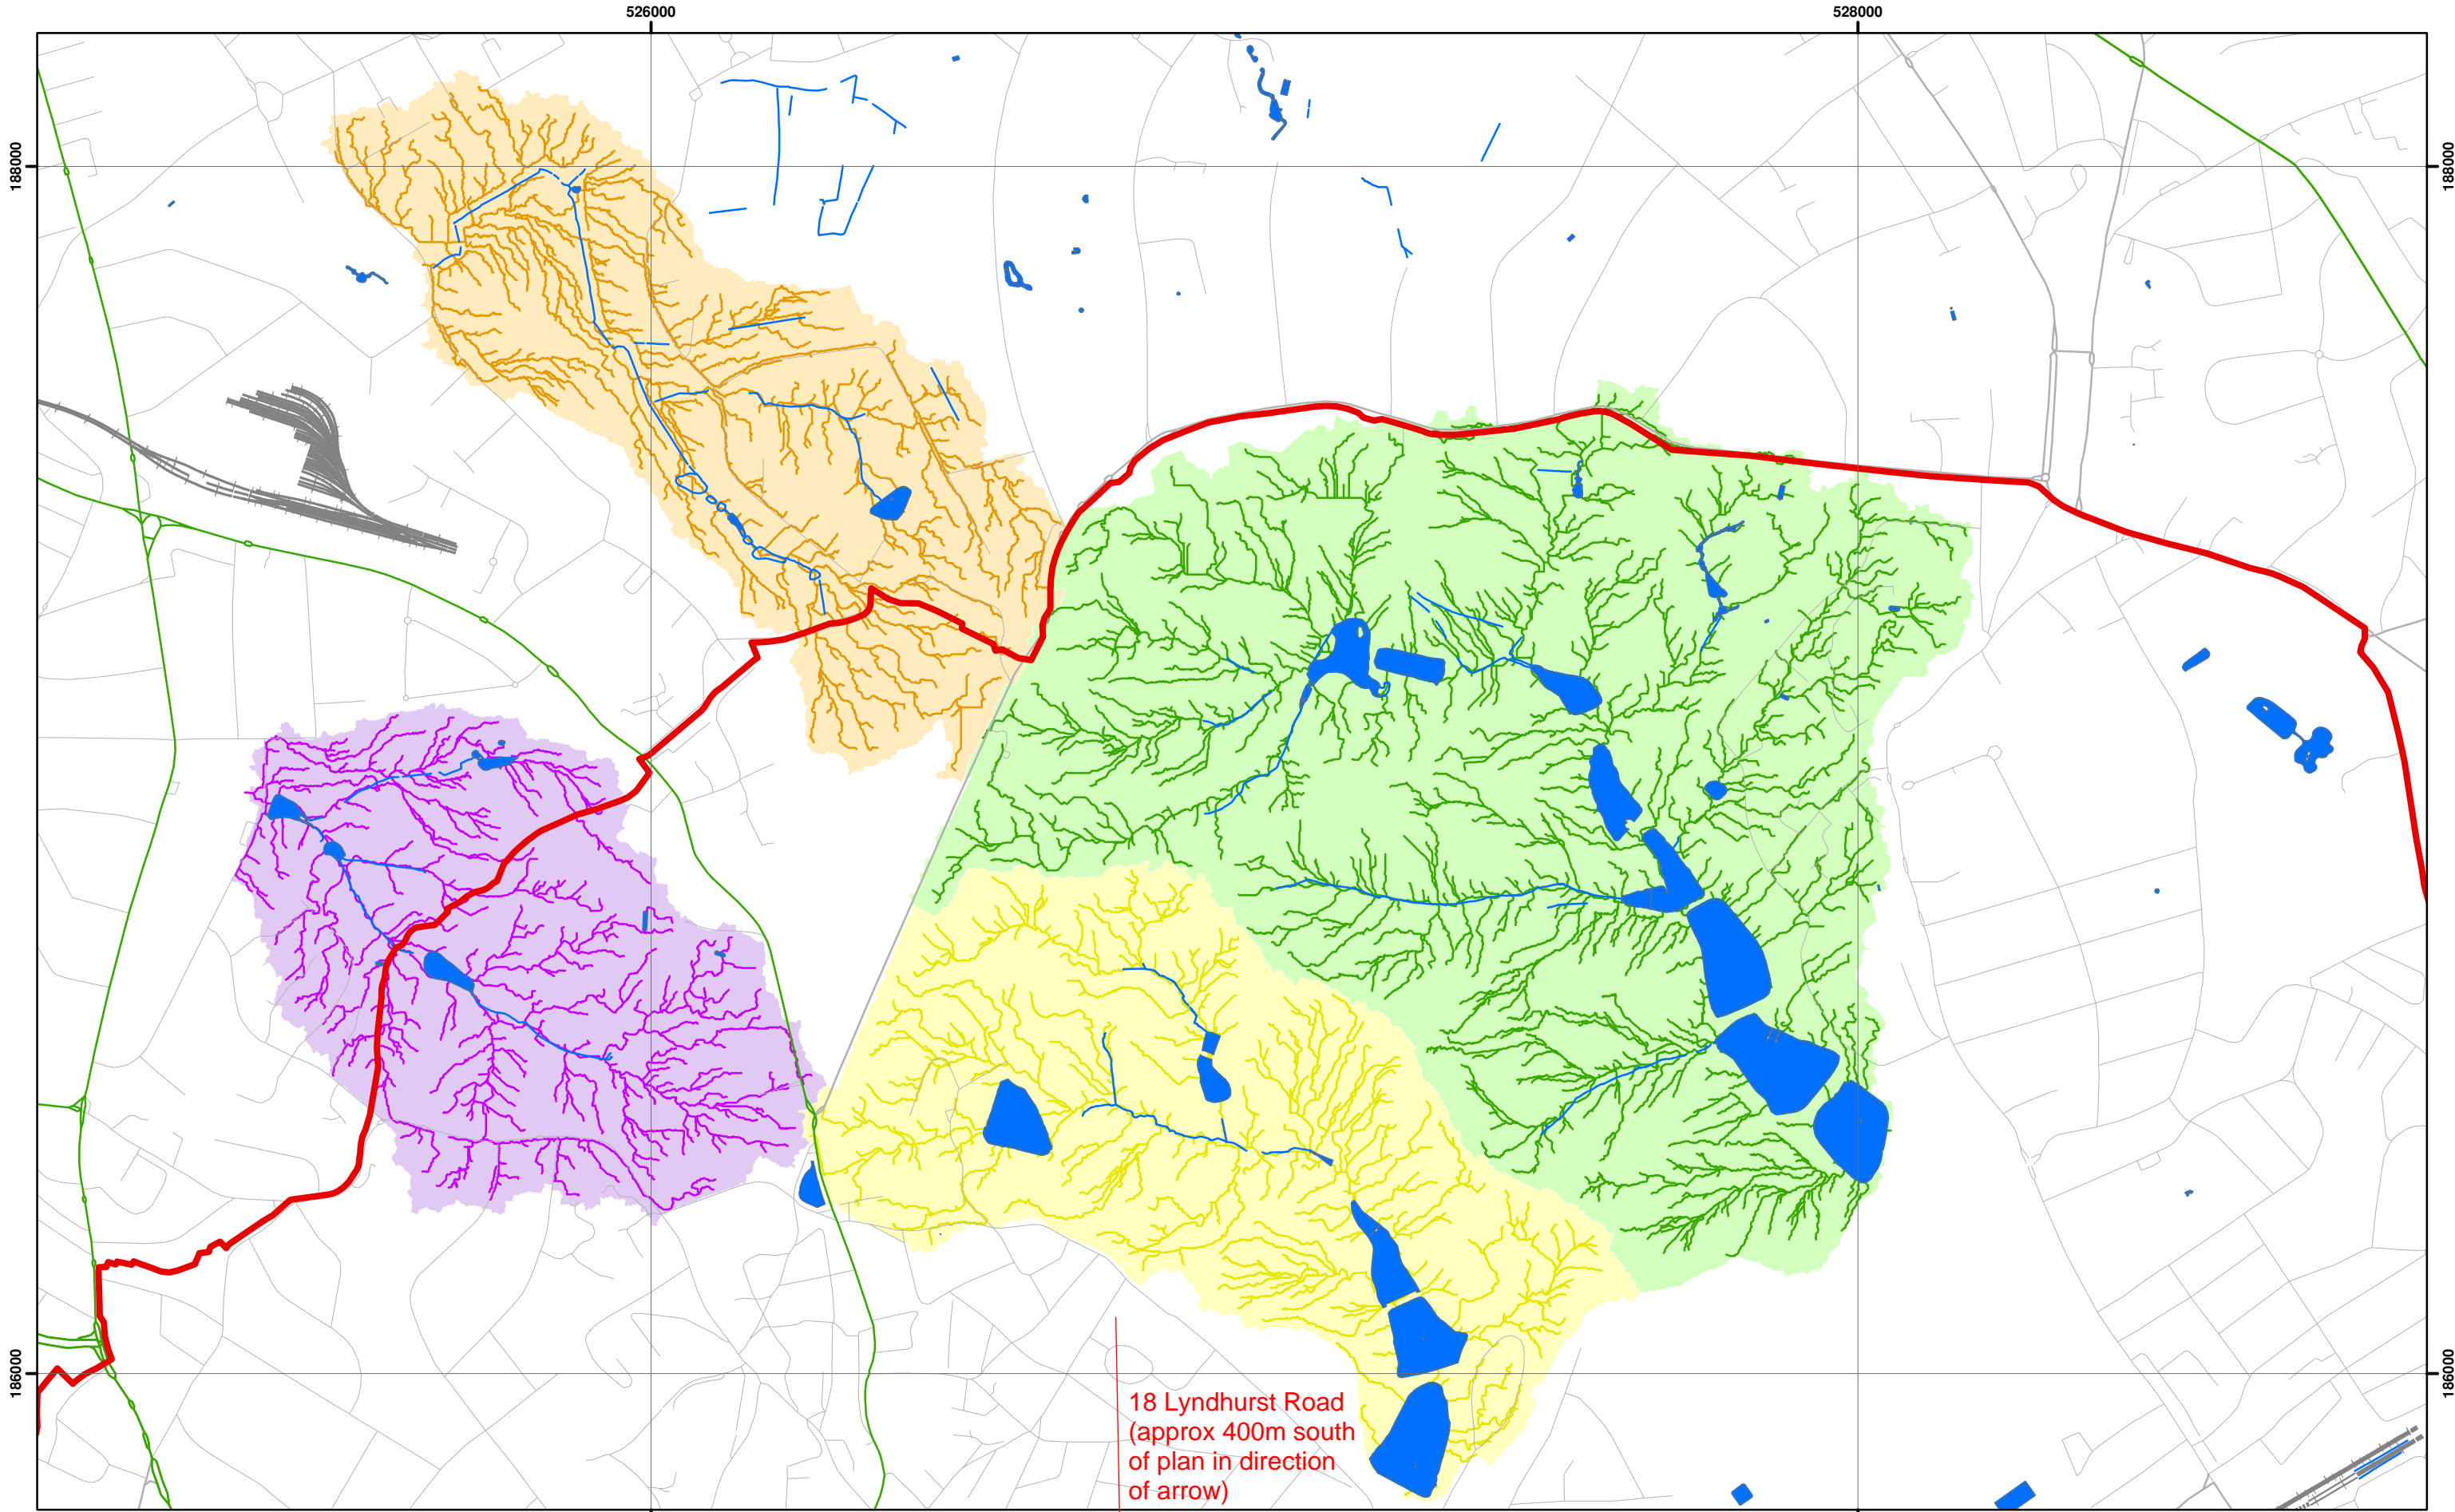 526000
528000
188000
188000
186000
186000
18 Lyndhurst Road
(approx 400m south
of plan in direction
of arrow)